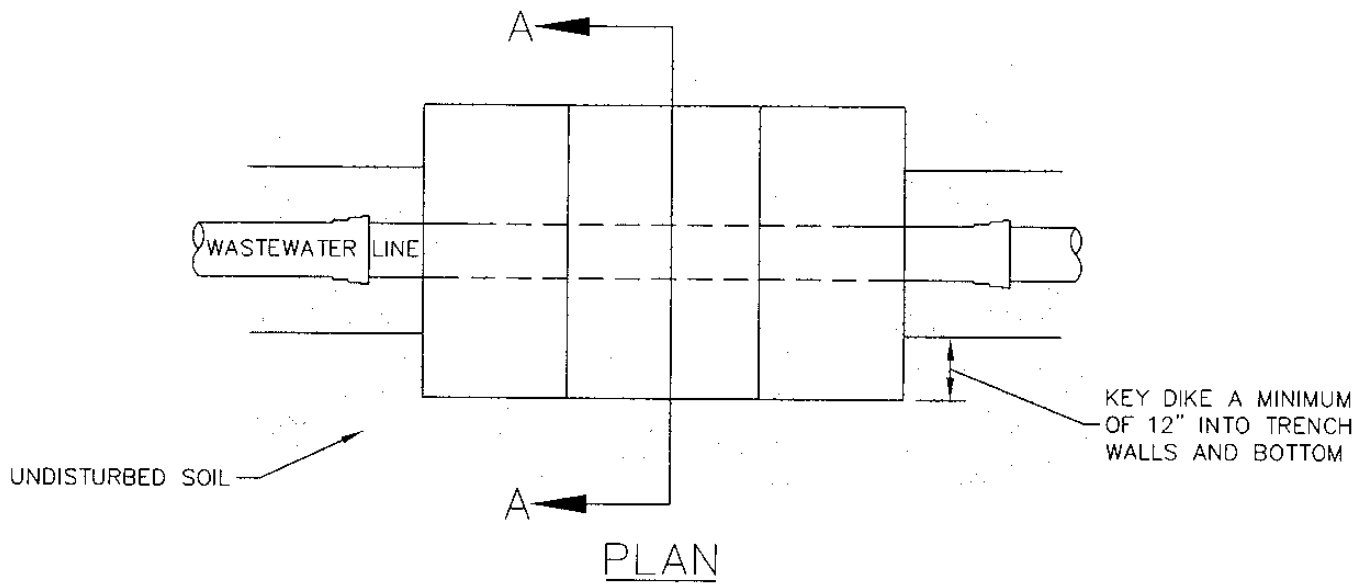 A
WASTEWATER LINE
KEY DIKE A MINIMUM
OF 12" INTO TRENCH
WALLS AND BOTTOM
UNDISTURBED SOIL
A
PLAN